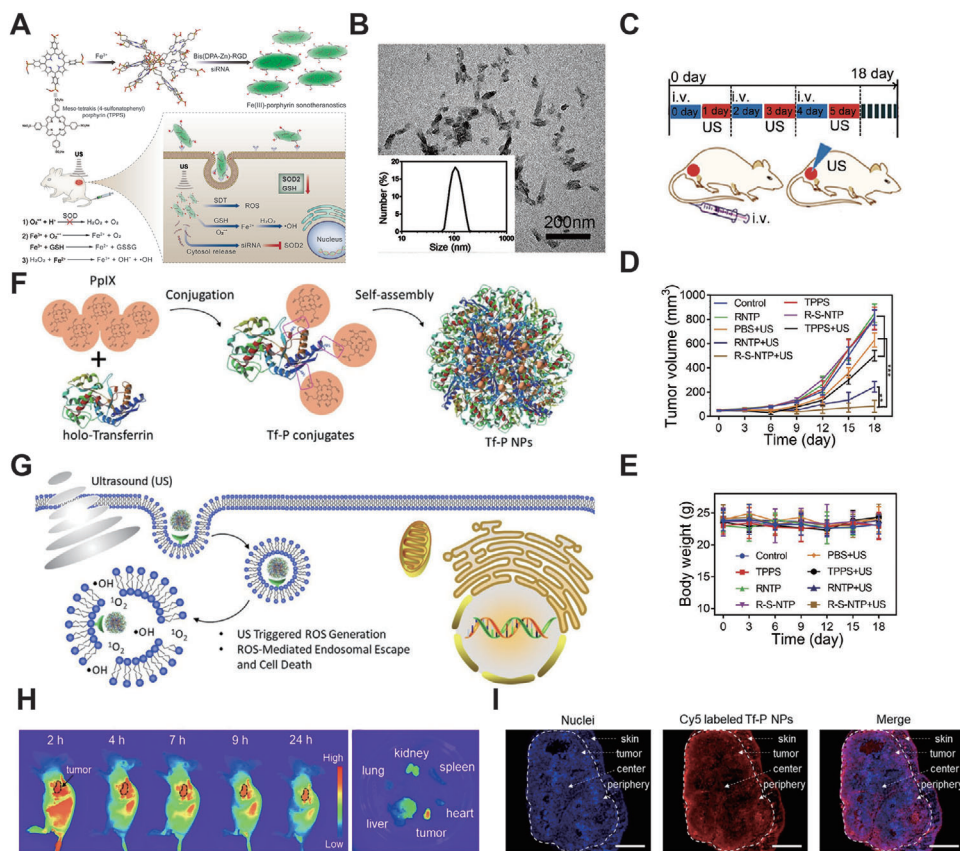 A
Fe³⁺
Bis(DPA-Zn)-RGD
siRNA
Meso-tetrakis (4-sulfonatephenyl)
porphyrin (TPPS)
Fe(III)-porphyrin sonotheranostics
US
US
SOD2
GSH
SDT
ROS
GSH
O₂•⁻
Fe²⁺
H₂O₂
•OH
siRNA
SOD2
Cytosol release
Nucleus
SOD
1) O₂•⁻ + H⁺ H₂O₂ + O₂
2) Fe³⁺ + O₂•⁻ Fe²⁺ + O₂
Fe³⁺ + GSH Fe²⁺ + GSSG
3) H₂O₂ + Fe²⁺ Fe³⁺ + OH⁻ + •OH
B
Number (%)
20
15
10
5
0
10 100 1000
Size (nm)
200nm
C
0 day 18 day
i.v. i.v. i.v.
0 day 1 day 2 day 3 day 4 day 5 day
US US US
US
i.v.
D
Tumor volume (mm³)
1000
800
600
400
200
0
Control TPPS
RNTP R-S-NTP
PBS+US TPPS+US
RNTP+US
R-S-NTP+US
***
0 3 6 9 12 15 18
Time (day)
E
Body weight (g)
25
20
15
10
Control PBS+US
TPPS TPPS+US
RNTP RNTP+US
R-S-NTP R-S-NTP+US
0 3 6 9 12 15 18
Time (day)
F
PpIX
Conjugation
Self-assembly
+
holo-Transferrin
Tf-P conjugates
Tf-P NPs
G
Ultrasound (US)
•OH
¹O₂
•OH
¹O₂
¹O₂
•OH
• US Triggered ROS Generation
• ROS-Mediated Endosomal Escape
and Cell Death
H
2 h 4 h 7 h 9 h 24 h
tumor
High
Low
kidney
lung
spleen
liver
heart
tumor
I
Nuclei Cy5 labeled Tf-P NPs Merge
skin skin skin
tumor tumor tumor
center center center
periphery periphery periphery